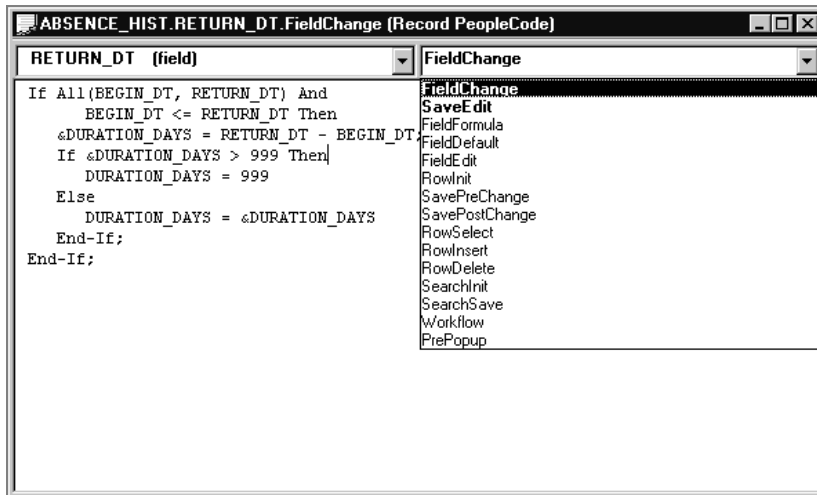 ABSENCE_HIST.RETURN_DT.FieldChange (Record PeopleCode)
RETURN_DT (field)
FieldChange
If All(BEGIN_DT, RETURN_DT) And
BEGIN_DT <= RETURN_DT Then
&DURATION_DAYS = RETURN_DT - BEGIN_DT;
If &DURATION_DAYS > 999 Then
DURATION_DAYS = 999
Else
DURATION_DAYS = &DURATION_DAYS
End-If;
End-If;
FieldChange
SaveEdit
FieldFormula
FieldDefault
FieldEdit
RowInit
SavePreChange
SavePostChange
RowSelect
RowInsert
RowDelete
SearchInit
SearchSave
Workflow
PrePopup